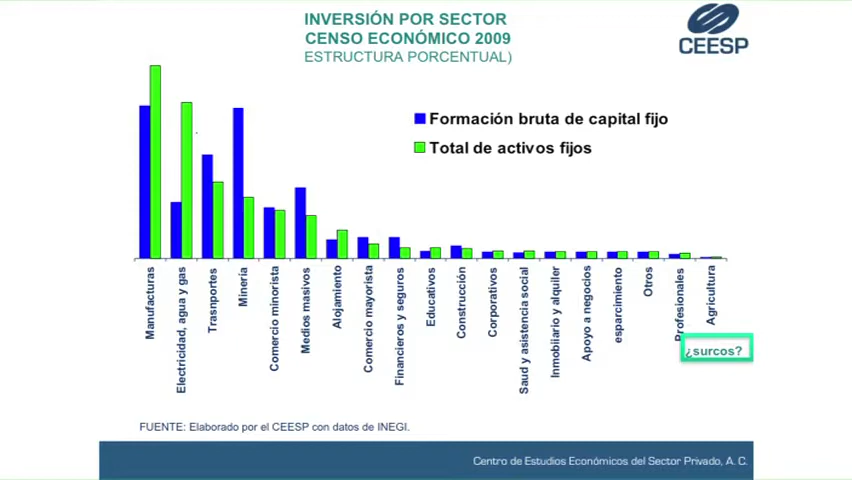 INVERSIÓN POR SECTOR
CENSO ECONÓMICO 2009
ESTRUCTURA PORCENTUAL)
CEESP
Formación bruta de capital fijo
Total de activos fijos
Manufacturas
Electricidad, agua y gas
Trasnportes
Minería
Comercio minorista
Medios masivos
Alojamiento
Comercio mayorista
Financieros y seguros
Educativos
Construcción
Corporativos
Saud y asistencia social
Inmobiiario y alquiler
Apoyo a negocios
esparcimiento
Otros
Profesionales
Agricultura
¿surcos?
FUENTE: Elaborado por el CEESP con datos de INEGI.
Centro de Estudios Económicos del Sector Privado, A. C.